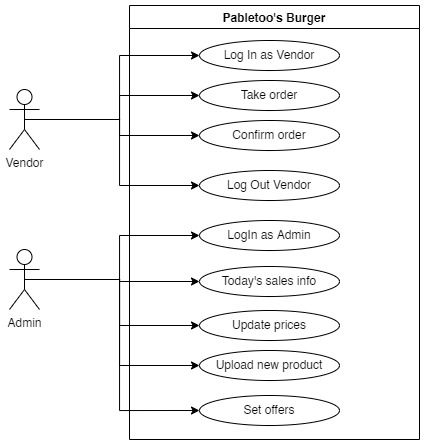 Pabletoo's Burger
Log In as Vendor
Take order
Confirm order
Vendor
Log Out Vendor
LogIn as Admin
Today's sales info
Admin
Update prices
Upload new product
Set offers